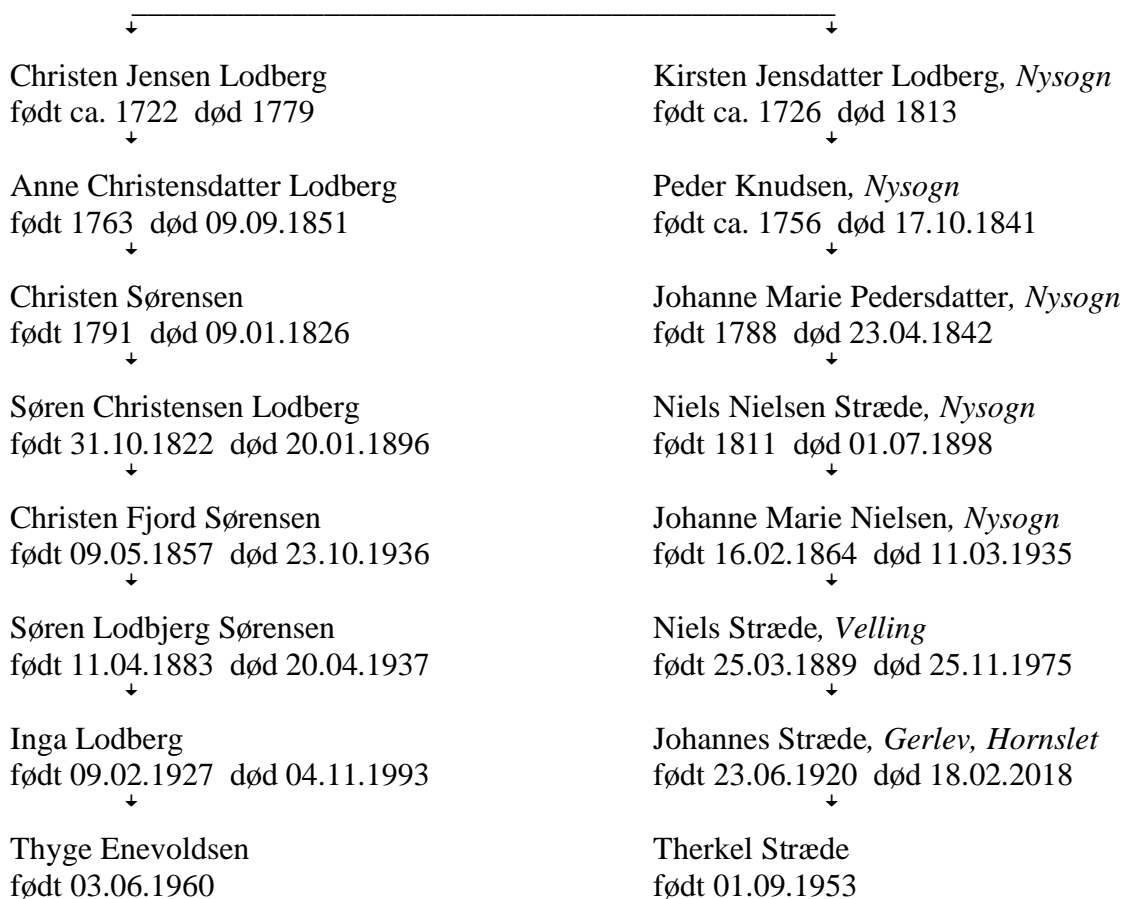 Christen Jensen Lodberg
født ca. 1722 død 1779
Anne Christensdatter Lodberg
født 1763 død 09.09.1851
Christen Sørensen
født 1791 død 09.01.1826
Søren Christensen Lodberg
født 31.10.1822 død 20.01.1896
Christen Fjord Sørensen
født 09.05.1857 død 23.10.1936
Søren Lodbjerg Sørensen
født 11.04.1883 død 20.04.1937
Inga Lodberg
født 09.02.1927 død 04.11.1993
Thyge Enevoldsen
født 03.06.1960
Kirsten Jensdatter Lodberg, Nysogn
født ca. 1726 død 1813
Peder Knudsen, Nysogn
født ca. 1756 død 17.10.1841
Johanne Marie Pedersdatter, Nysogn
født 1788 død 23.04.1842
Niels Nielsen Stræde, Nysogn
født 1811 død 01.07.1898
Johanne Marie Nielsen, Nysogn
født 16.02.1864 død 11.03.1935
Niels Stræde, Velling
født 25.03.1889 død 25.11.1975
Johannes Stræde, Gerlev, Hornslet
født 23.06.1920 død 18.02.2018
Therkel Stræde
født 01.09.1953